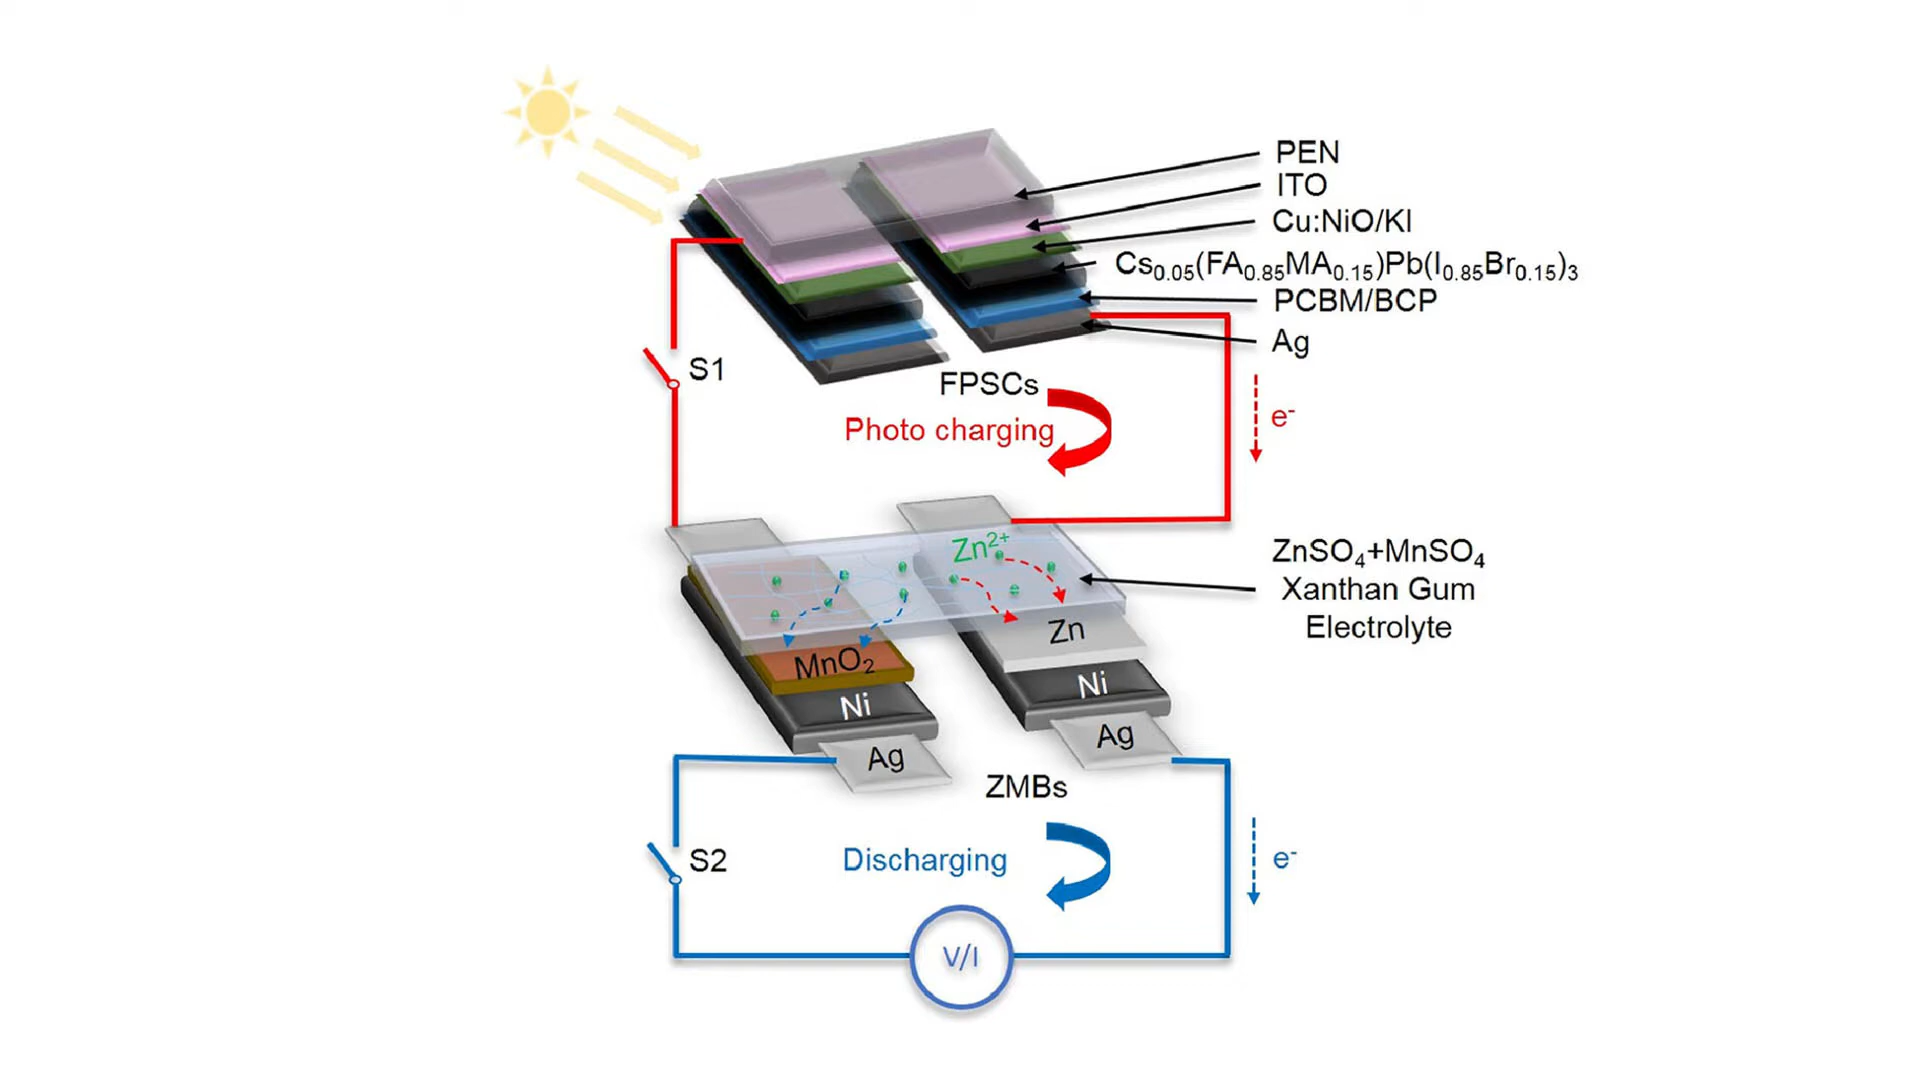 PEN
ITO
Cu:NiO/KI
Cs₀.₀₅(FA₀.₈₅MA₀.₁₅)Pb(I₀.₈₅Br₀.₁₅)₃
PCBM/BCP
Ag
S1
FPSCs
Photo charging
e⁻
Zn²⁺
ZnSO₄+MnSO₄
Xanthan Gum
Electrolyte
Zn
MnO₂
Ni
Ni
Ag
Ag
ZMBs
S2
Discharging
e⁻
V/I